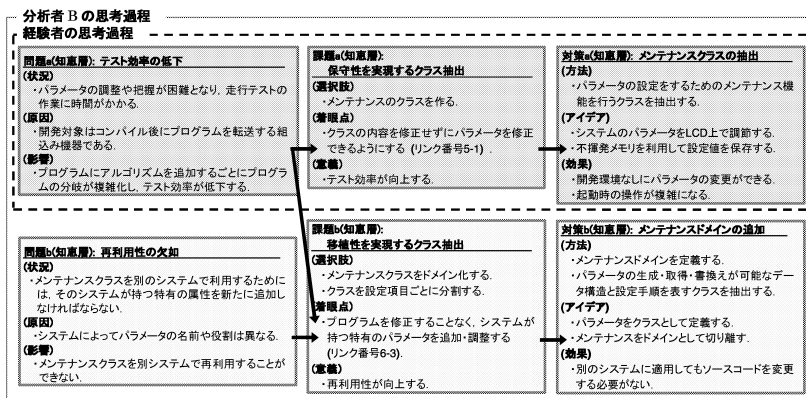 分析者Bの思考過程
経験者の思考過程
問題a(知恵層): テスト効率の低下
(状況)
・パラメータの調整や把握が困難となり、走行テストの
作業に時間がかかる.
(原因)
・開発対象はコンパイル後にプログラムを転送する組
込み機器である.
(影響)
・プログラムにアルゴリズムを追加するごとにプログラ
ムの分岐が複雑化し、テスト効率が低下する.
課題a(知恵層):
保守性を実現するクラス抽出
(選択肢)
・メンテナンスのクラスを作る.
(着眼点)
・クラスの内容を修正せずにパラメータを修正
できるようにする (リンク番号5-1) .
(意義)
・テスト効率が向上する.
対策a(知恵層): メンテナンスクラスの抽出
(方法)
・パラメータの設定をするためのメンテナンス機
能を行うクラスを抽出する.
(アイデア)
・システムのパラメータをLCD上で調節する.
・不揮発メモリを利用して設定値を保存する.
(効果)
・開発環境なしにパラメータの変更ができる.
・起動時の操作が複雑になる.
問題b(知恵層): 再利用性の欠如
(状況)
・メンテナンスクラスを別のシステムで利用するために
は、そのシステムが持つ特有の属性を新たに追加し
なければならない.
(原因)
・システムによってパラメータの名前や役割は異なる.
(影響)
・メンテナンスクラスを別システムで再利用することが
できない.
課題b(知恵層):
移植性を実現するクラス抽出
(選択肢)
・メンテナンスクラスをドメイン化する.
・クラスを設定項目ごとに分割する.
(着眼点)
・プログラムを修正することなく、システムが
持つ特有のパラメータを追加・調整する
(リンク番号6-3).
(意義)
・再利用性が向上する.
対策b(知恵層): メンテナンスドメインの追加
(方法)
・メンテナンスドメインを定義する.
・パラメータの生成・取得・書換えが可能なデー
タ構造と設定手順を表すクラスを抽出する.
(アイデア)
・パラメータをクラスとして定義する.
・メンテナンスをドメインとして切り離す.
(効果)
・別のシステムに適用してもソースコードを変更
する必要がない.